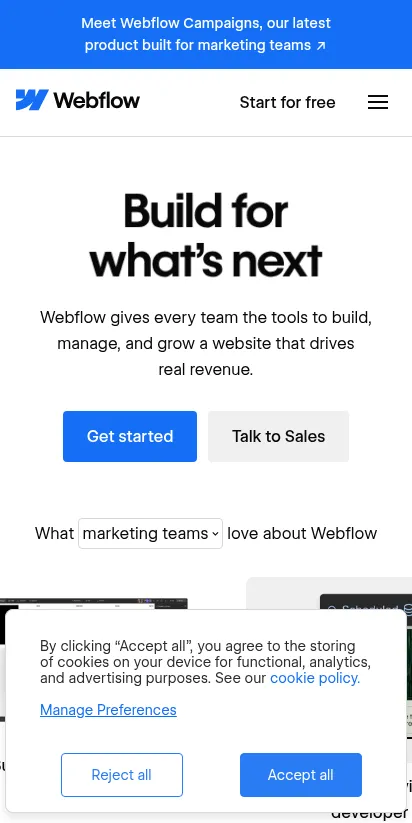 Meet Webflow Campaigns, our latest
product built for marketing teams ↗
Webflow
Start for free
Build for
what's next
Webflow gives every team the tools to build,
manage, and grow a website that drives
real revenue.
Get started
Talk to Sales
What marketing teams love about Webflow
Scheduled
By clicking “Accept all”, you agree to the storing
of cookies on your device for functional, analytics,
and advertising purposes. See our cookie policy.
Manage Preferences
Reject all
Accept all
developer